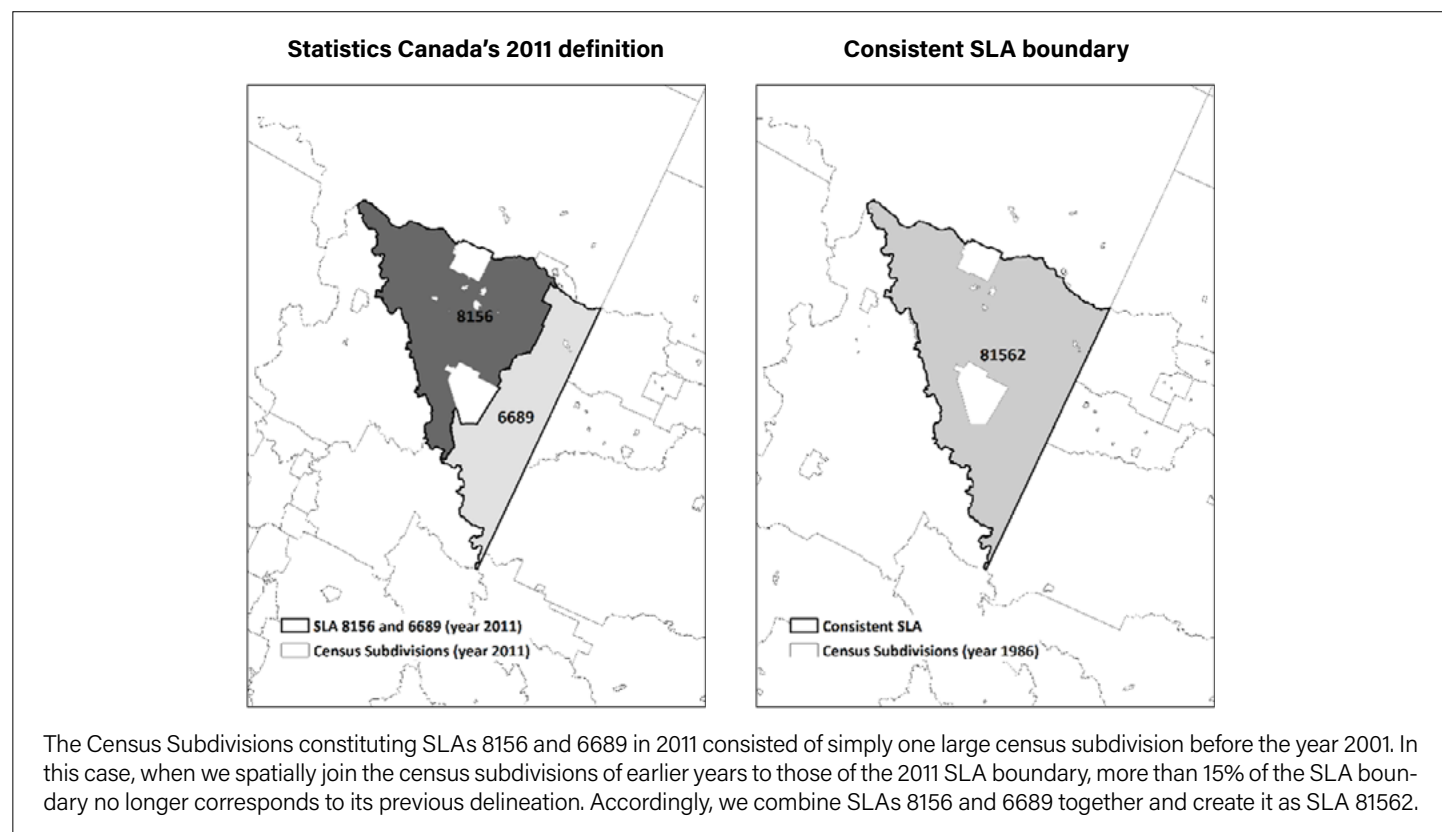 Statistics Canada's 2011 definition
Consistent SLA boundary
8156
6689
SLA 8156 and 6689 (year 2011)
Census Subdivisions (year 2011)
81562
Consistent SLA
Census Subdivisions (year 1986)
The Census Subdivisions constituting SLAs 8156 and 6689 in 2011 consisted of simply one large census subdivision before the year 2001. In
this case, when we spatially join the census subdivisions of earlier years to those of the 2011 SLA boundary, more than 15% of the SLA boun-
dary no longer corresponds to its previous delineation. Accordingly, we combine SLAs 8156 and 6689 together and create it as SLA 81562.